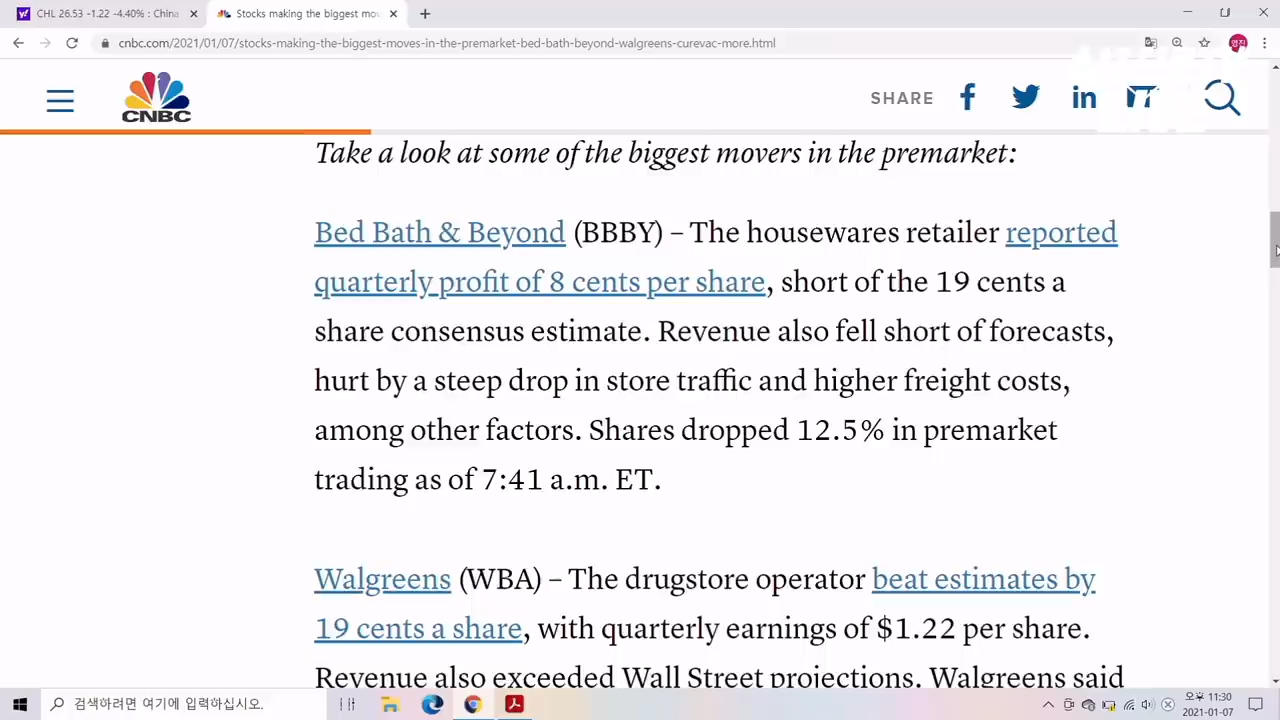 CHL 26.53 -1.22 -4.40% : China
Stocks making the biggest mo
cnbc.com/2021/01/07/stocks-making-the-biggest-moves-in-the-premarket-bed-bath-beyond-walgreens-curevac-more.html
영지
CNBC
SHARE
Take a look at some of the biggest movers in the premarket:
Bed Bath & Beyond (BBBY) – The housewares retailer reported
quarterly profit of 8 cents per share, short of the 19 cents a
share consensus estimate. Revenue also fell short of forecasts,
hurt by a steep drop in store traffic and higher freight costs,
among other factors. Shares dropped 12.5% in premarket
trading as of 7:41 a.m. ET.
Walgreens (WBA) – The drugstore operator beat estimates by
19 cents a share, with quarterly earnings of $1.22 per share.
Revenue also exceeded Wall Street projections. Walgreens said
검색하려면 여기에 입력하십시오.
오후 11:30
2021-01-07